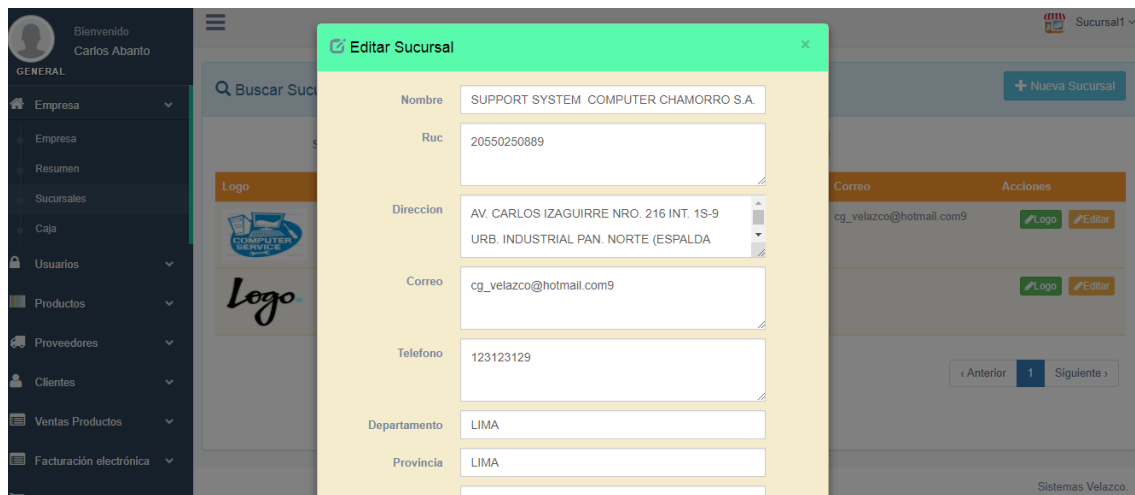 Bienvenido
Carlos Abanto
GENERAL
Empresa
Empresa
Resumen
Sucursales
Caja
Usuarios
Productos
Proveedores
Clientes
Ventas Productos
Facturación electrónica
Sucursal1
Buscar Sucu
+ Nueva Sucursal
S
Logo
Correo
Acciones
COMPUTER
SERVICE
cg_velazco@hotmail.com9
Logo
Editar
Logo
Logo
Editar
‹ Anterior
1
Siguiente ›
Sistemas Velazco.
Editar Sucursal
×
Nombre
SUPPORT SYSTEM COMPUTER CHAMORRO S.A.
Ruc
20550250889
Direccion
AV. CARLOS IZAGUIRRE NRO. 216 INT. 1S-9
URB. INDUSTRIAL PAN. NORTE (ESPALDA
Correo
cg_velazco@hotmail.com9
Telefono
123123129
Departamento
LIMA
Provincia
LIMA